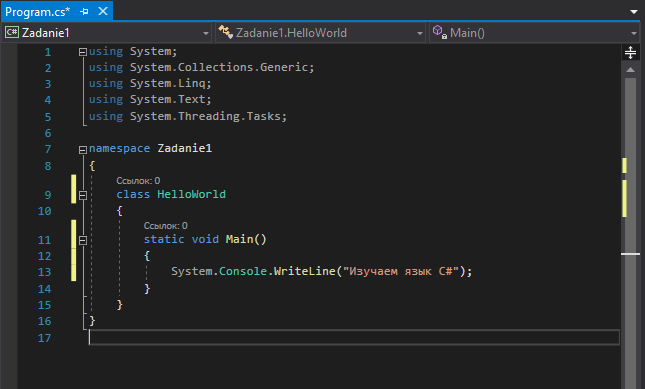 Program.cs*
C# Zadanie1 Zadanie1.HelloWorld Main()
1 using System;
2 using System.Collections.Generic;
3 using System.Linq;
4 using System.Text;
5 using System.Threading.Tasks;
6
7 namespace Zadanie1
8 {
Ссылок: 0
9 class HelloWorld
10 {
Ссылок: 0
11 static void Main()
12 {
13 System.Console.WriteLine("Изучаем язык C#");
14 }
15 }
16 }
17